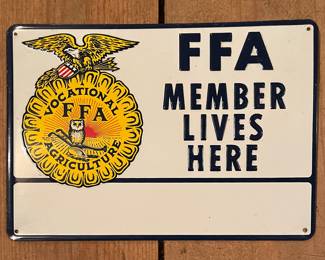 VOCATIONAL
FFA
AGRICULTURE
FFA
MEMBER
LIVES
HERE